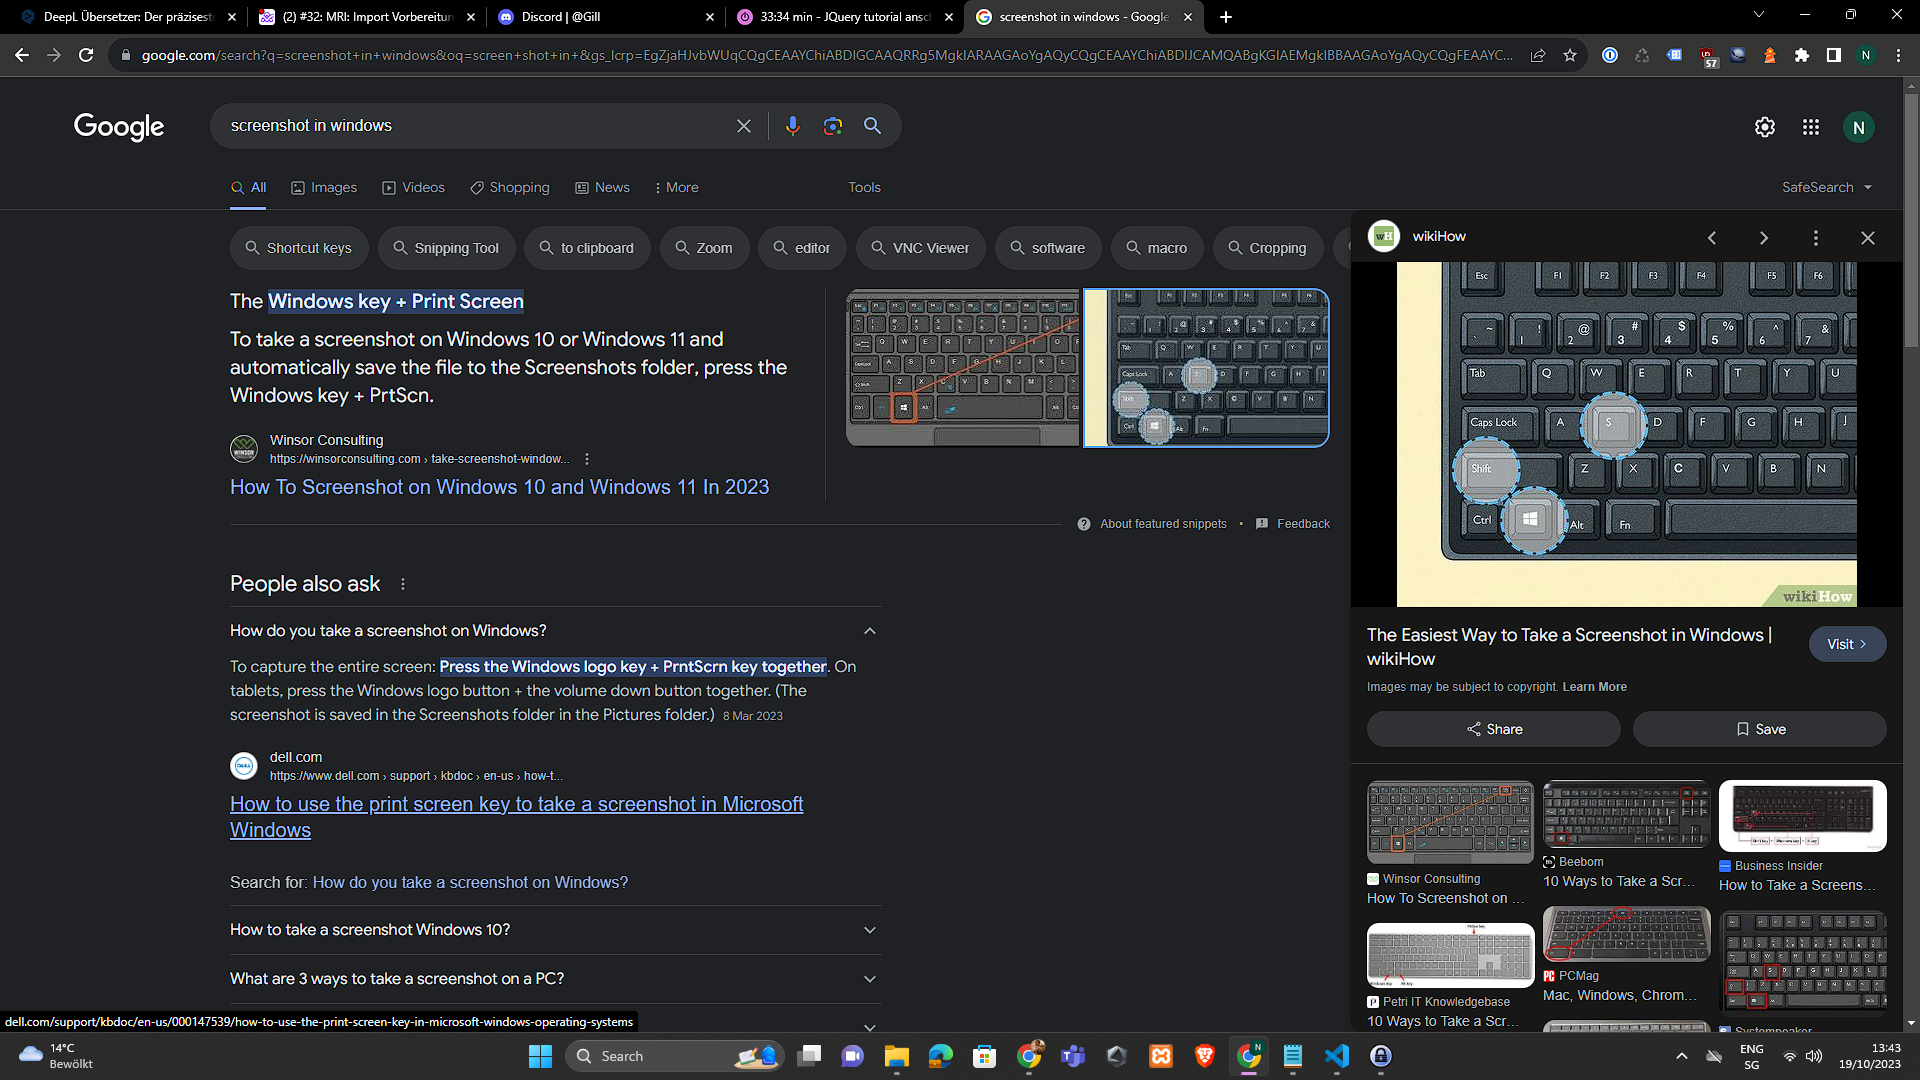 DeepL Übersetzer: Der präziseste
(2) #32: MRI: Import Vorbereitun
Discord | @Gill
33:34 min - JQuery tutorial ansch
screenshot in windows - Google
google.com/search?q=screenshot+in+windows&oq=screen+shot+in+&gs_lcrp=EgZjaHJvbWUqCQgCEAAYChiABDIGCAAQRRg5MgkIARAAGAoYgAQyCQgCEAAYChiABDIJCAMQABgKGIAEMgkIBBAAGAoYgAQyCQgFEAAYC...
57
N
Google
screenshot in windows
N
All
Images
Videos
Shopping
News
More
Tools
SafeSearch
Shortcut keys
Snipping Tool
to clipboard
Zoom
editor
VNC Viewer
software
macro
Cropping
The Windows key + Print Screen
To take a screenshot on Windows 10 or Windows 11 and
automatically save the file to the Screenshots folder, press the
Windows key + PrtScn.
Winsor Consulting
https://winsorconsulting.com › take-screenshot-window...
How To Screenshot on Windows 10 and Windows 11 In 2023
About featured snippets
•
Feedback
People also ask
How do you take a screenshot on Windows?
To capture the entire screen: Press the Windows logo key + PrntScrn key together. On
tablets, press the Windows logo button + the volume down button together. (The
screenshot is saved in the Screenshots folder in the Pictures folder.) 8 Mar 2023
dell.com
https://www.dell.com › support › kbdoc › en-us › how-t...
How to use the print screen key to take a screenshot in Microsoft
Windows
Search for: How do you take a screenshot on Windows?
How to take a screenshot Windows 10?
What are 3 ways to take a screenshot on a PC?
dell.com/support/kbdoc/en-us/000147539/how-to-use-the-print-screen-key-in-microsoft-windows-operating-systems
wH
wikiHow
Esc F1 F2 F3 F4 F5 F6
~ ` ! 1 @ 2 # 3 $ 4 % 5 ^ 6 & 7
Tab Q W E R T Y U
Caps Lock A S D F G H J
Shift Z X C V B N
Ctrl Alt Fn
wikiHow
The Easiest Way to Take a Screenshot in Windows |
wikiHow
Visit
Images may be subject to copyright. Learn More
Share
Save
Winsor Consulting
How To Screenshot on ...
Beebom
10 Ways to Take a Scr...
Business Insider
How to Take a Screens...
Petri IT Knowledgebase
10 Ways to Take a Scr...
PC
PCMag
Mac, Windows, Chrom...
Systempeaker
14°C
Bewölkt
Search
ENG
SG
13:43
19/10/2023